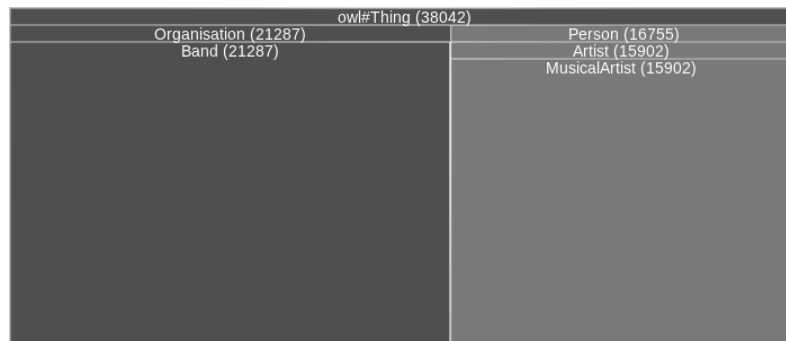 owl#Thing (38042)
Organisation (21287)
Person (16755)
Band (21287)
Artist (15902)
MusicalArtist (15902)